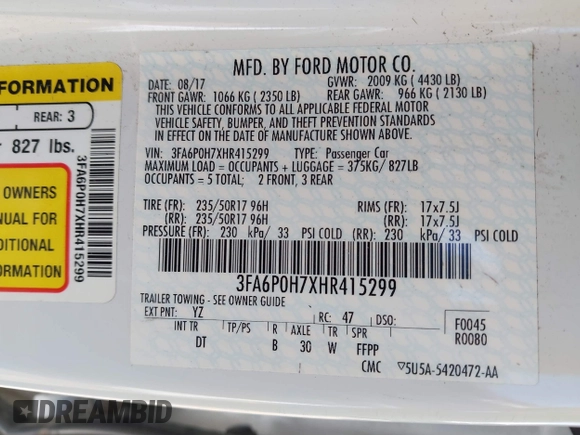 FORMATION
REAR: 3
827 lbs.
OWNERS
NUAL FOR
DITIONAL
ORMATION
3FA6P0H7XHR415299
MFD. BY FORD MOTOR CO.
DATE: 08/17 GVWR: 2009 KG ( 4430 LB)
FRONT GAWR: 1066 KG ( 2350 LB) REAR GAWR: 966 KG ( 2130 LB)
THIS VEHICLE CONFORMS TO ALL APPLICABLE FEDERAL MOTOR
VEHICLE SAFETY, BUMPER, AND THEFT PREVENTION STANDARDS
IN EFFECT ON THE DATE OF MANUFACTURE SHOWN ABOVE.
VIN: 3FA6P0H7XHR415299 TYPE: Passenger Car
MAXIMUM LOAD = OCCUPANTS + LUGGAGE = 375KG/ 827LB
OCCUPANTS = 5 TOTAL; 2 FRONT, 3 REAR
TIRE (FR): 235/50R17 96H RIMS (FR): 17x7.5J
(RR): 235/50R17 96H (RR): 17x7.5J
PRESSURE (FR): 230 kPa/ 33 PSI COLD (RR): 230 kPa/ 33 PSI COLD
3FA6P0H7XHR415299
TRAILER TOWING - SEE OWNER GUIDE
EXT PNT: YZ RC: 47 DSO:
INT TR TP/PS R AXLE TR SPR
DT B 30 W FFPP
F0045
R0080
CMC ▽5U5A-5420472-AA
DREAMBID